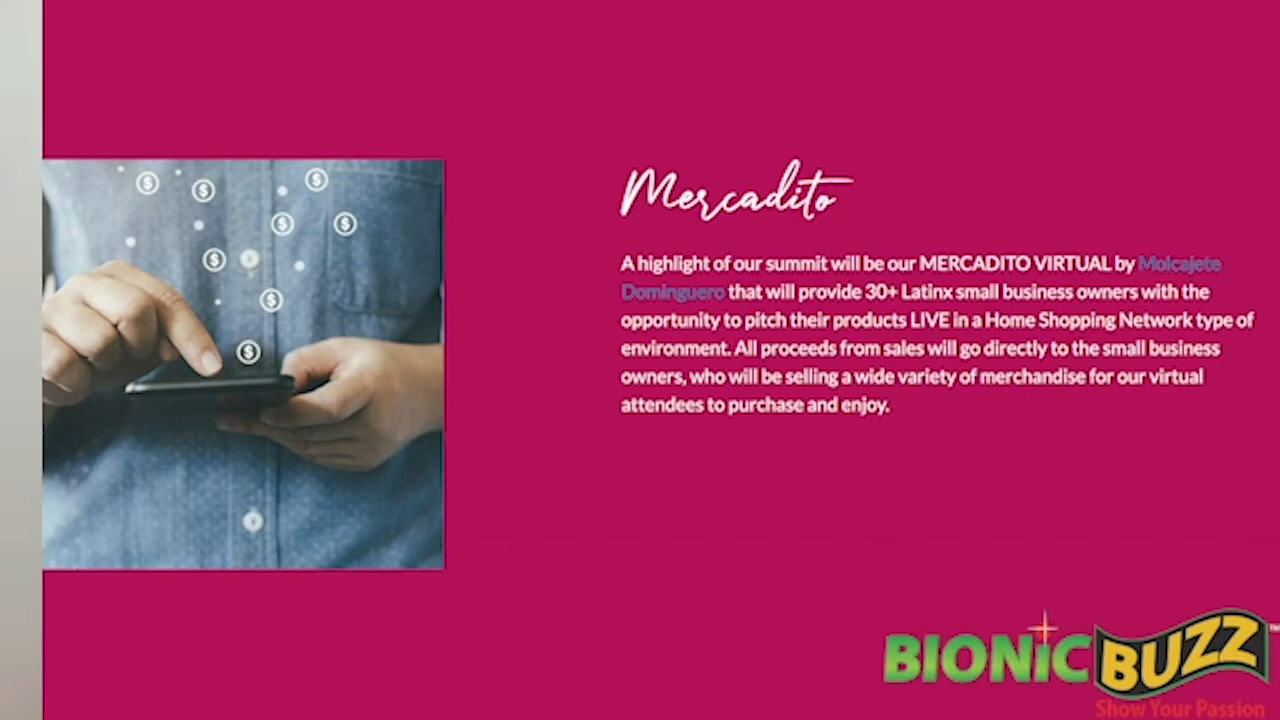 Mercadito
A highlight of our summit will be our MERCADITO VIRTUAL by Molcajete
Dominguero that will provide 30+ Latinx small business owners with the
opportunity to pitch their products LIVE in a Home Shopping Network type of
environment. All proceeds from sales will go directly to the small business
owners, who will be selling a wide variety of merchandise for our virtual
attendees to purchase and enjoy.
BIONIC BUZZ
Show Your Passion